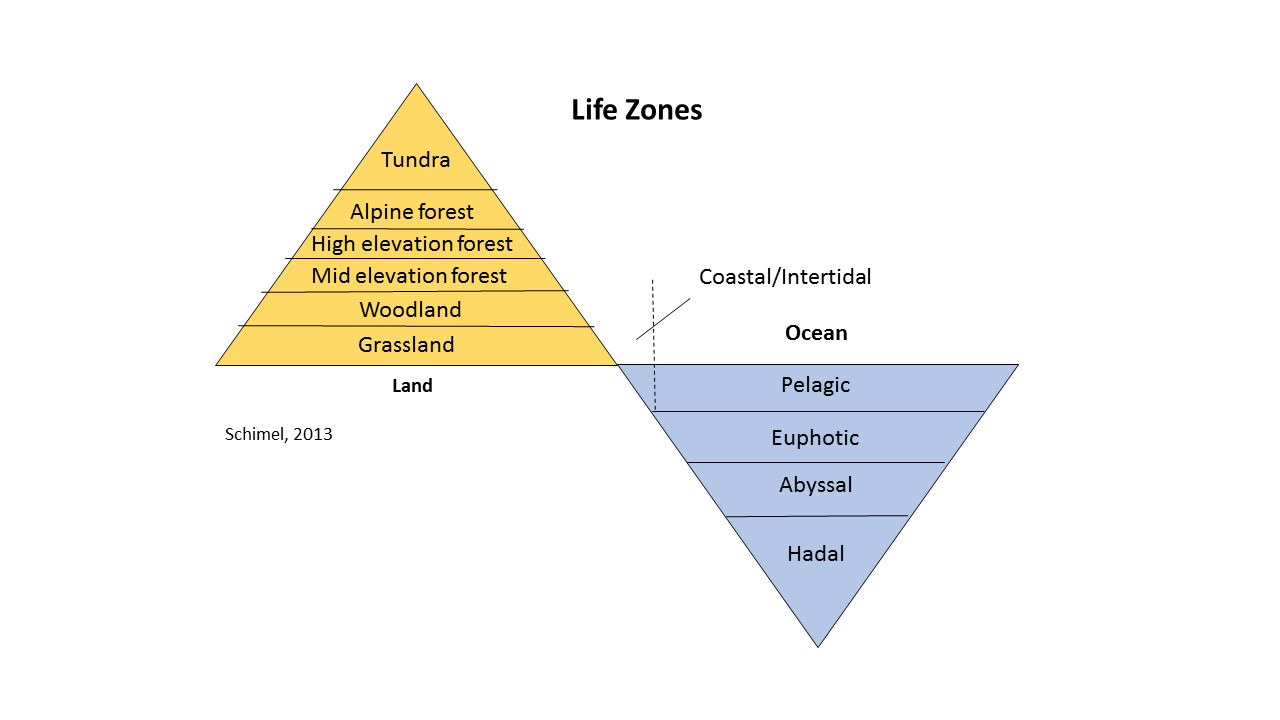 Life Zones
Tundra
Alpine forest
High elevation forest
Mid elevation forest
Woodland
Grassland
Land
Schimel, 2013
Coastal/Intertidal
Ocean
Pelagic
Euphotic
Abyssal
Hadal